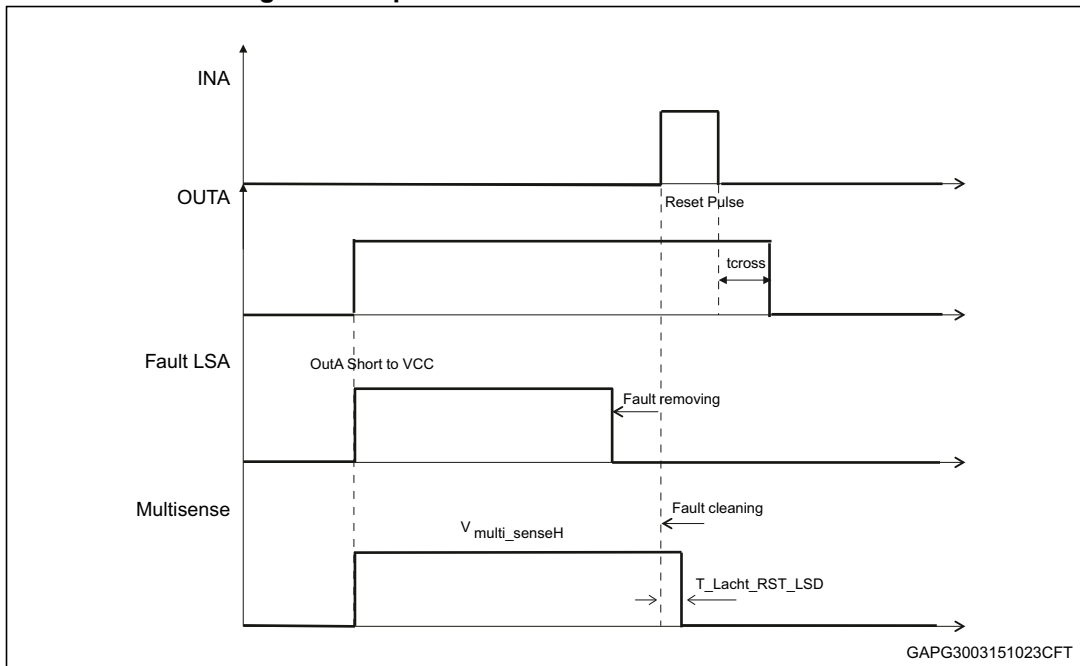 INA
Reset Pulse
OUTA
tcross
Fault LSA
OutA Short to VCC
Fault removing
Multisense
Fault cleaning
V multi_senseH
T_Lacht_RST_LSD
GAPG3003151023CFT